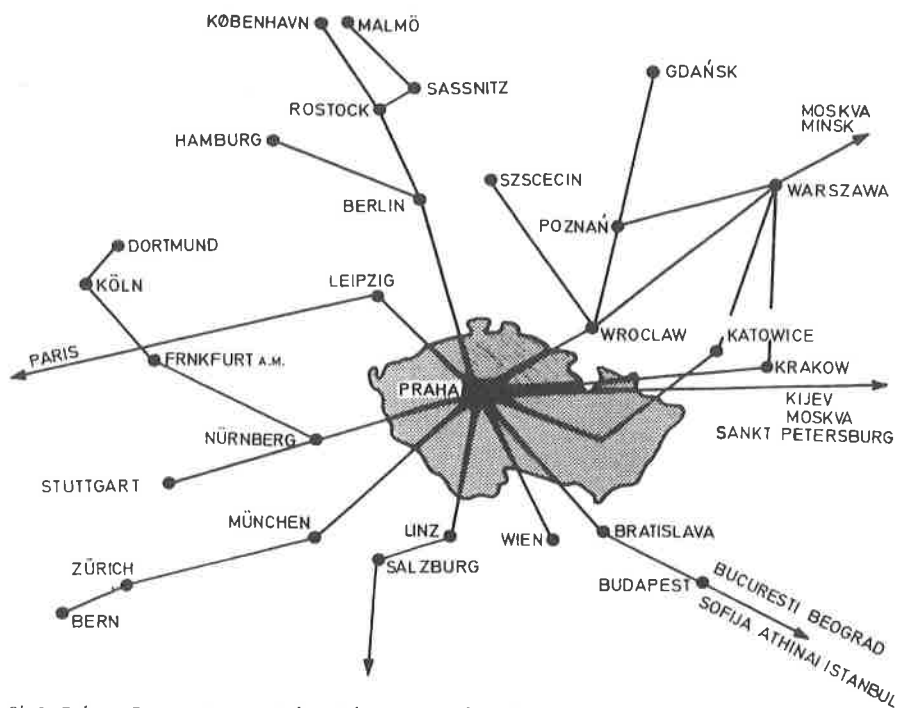 KØBENHAVN
MALMÖ
GDAŃSK
SASSNITZ
ROSTOCK
MOSKVA
MINSK
HAMBURG
SZSCECIN
WARSZAWA
BERLIN
POZNAŃ
DORTMUND
LEIPZIG
KÖLN
WROCLAW
KATOWICE
PARIS
FRNKFURT A.M.
KRAKOW
PRAHA
KIJEV
MOSKVA
SANKT PETERSBURG
NÜRNBERG
STUTTGART
MÜNCHEN
LINZ
WIEN
BRATISLAVA
SALZBURG
ZÜRICH
BUDAPEST
BUCURESTI BEOGRAD
SOFIJA ATHINAI ISTANBUL
BERN